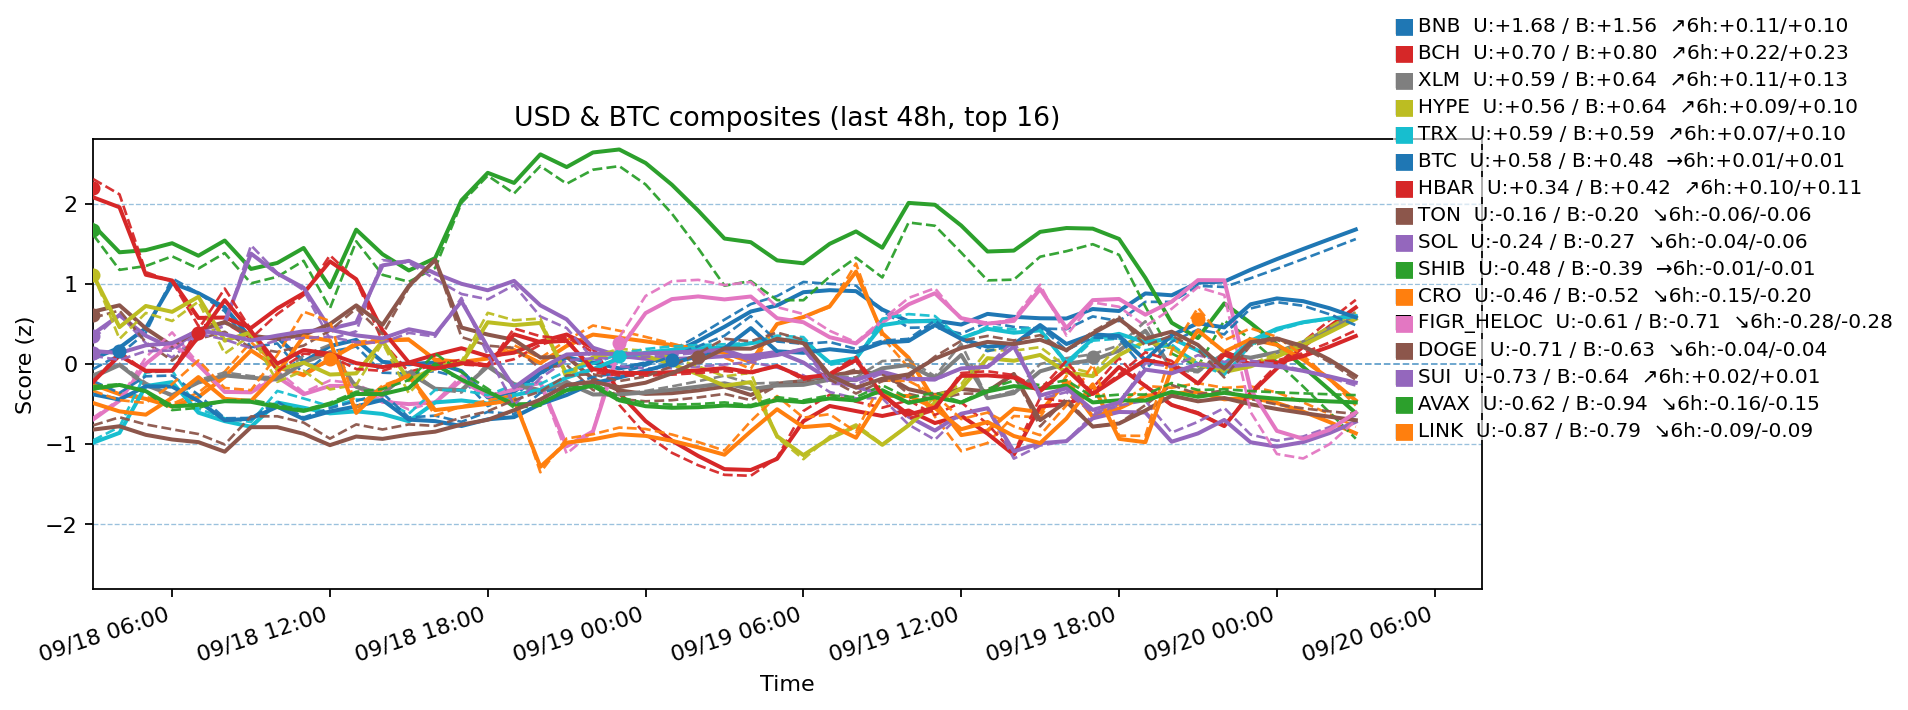 USD & BTC composites (last 48h, top 16)
BNB U:+1.68 / B:+1.56 ↗6h:+0.11/+0.10
BCH U:+0.70 / B:+0.80 ↗6h:+0.22/+0.23
XLM U:+0.59 / B:+0.64 ↗6h:+0.11/+0.13
HYPE U:+0.56 / B:+0.64 ↗6h:+0.09/+0.10
TRX U:+0.59 / B:+0.59 ↗6h:+0.07/+0.10
BTC U:+0.58 / B:+0.48 →6h:+0.01/+0.01
HBAR U:+0.34 / B:+0.42 ↗6h:+0.10/+0.11
TON U:-0.16 / B:-0.20 ↘6h:-0.06/-0.06
SOL U:-0.24 / B:-0.27 ↘6h:-0.04/-0.06
SHIB U:-0.48 / B:-0.39 →6h:-0.01/-0.01
CRO U:-0.46 / B:-0.52 ↘6h:-0.15/-0.20
FIGR_HELOC U:-0.61 / B:-0.71 ↘6h:-0.28/-0.28
DOGE U:-0.71 / B:-0.63 ↘6h:-0.04/-0.04
SUI U:-0.73 / B:-0.64 ↗6h:+0.02/+0.01
AVAX U:-0.62 / B:-0.94 ↘6h:-0.16/-0.15
LINK U:-0.87 / B:-0.79 ↘6h:-0.09/-0.09
Score (z)
2
1
0
−1
−2
09/18 06:00
09/18 12:00
09/18 18:00
09/19 00:00
09/19 06:00
09/19 12:00
09/19 18:00
09/20 00:00
09/20 06:00
Time